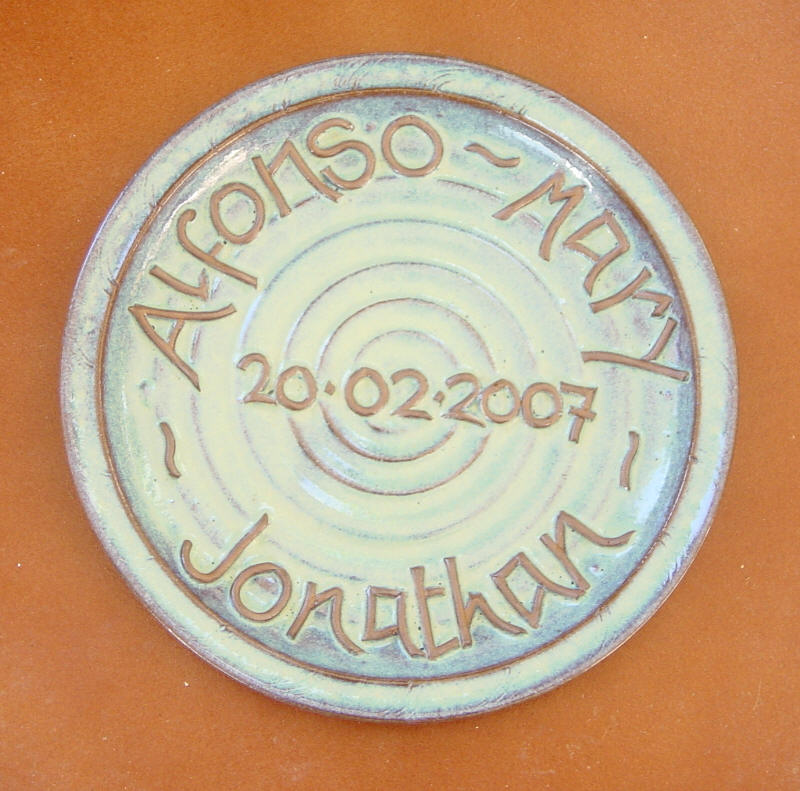 Alfonso ~ Mary
20·02·2007
~ Jonathan ~